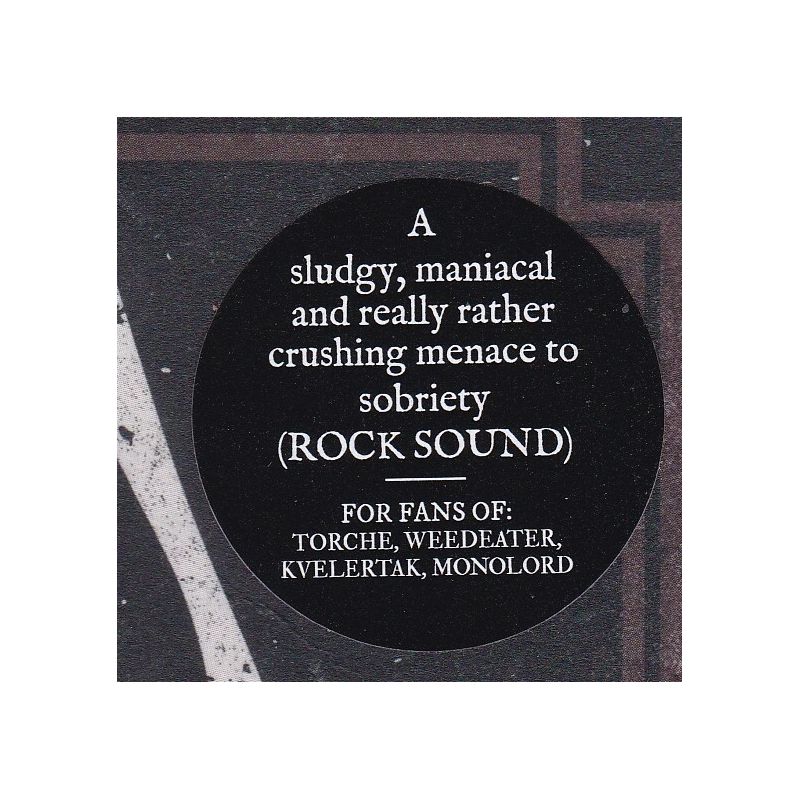 A
sludgy, maniacal
and really rather
crushing menace to
sobriety
(ROCK SOUND)
FOR FANS OF:
TORCHE, WEEDEATER,
KVELERTAK, MONOLORD